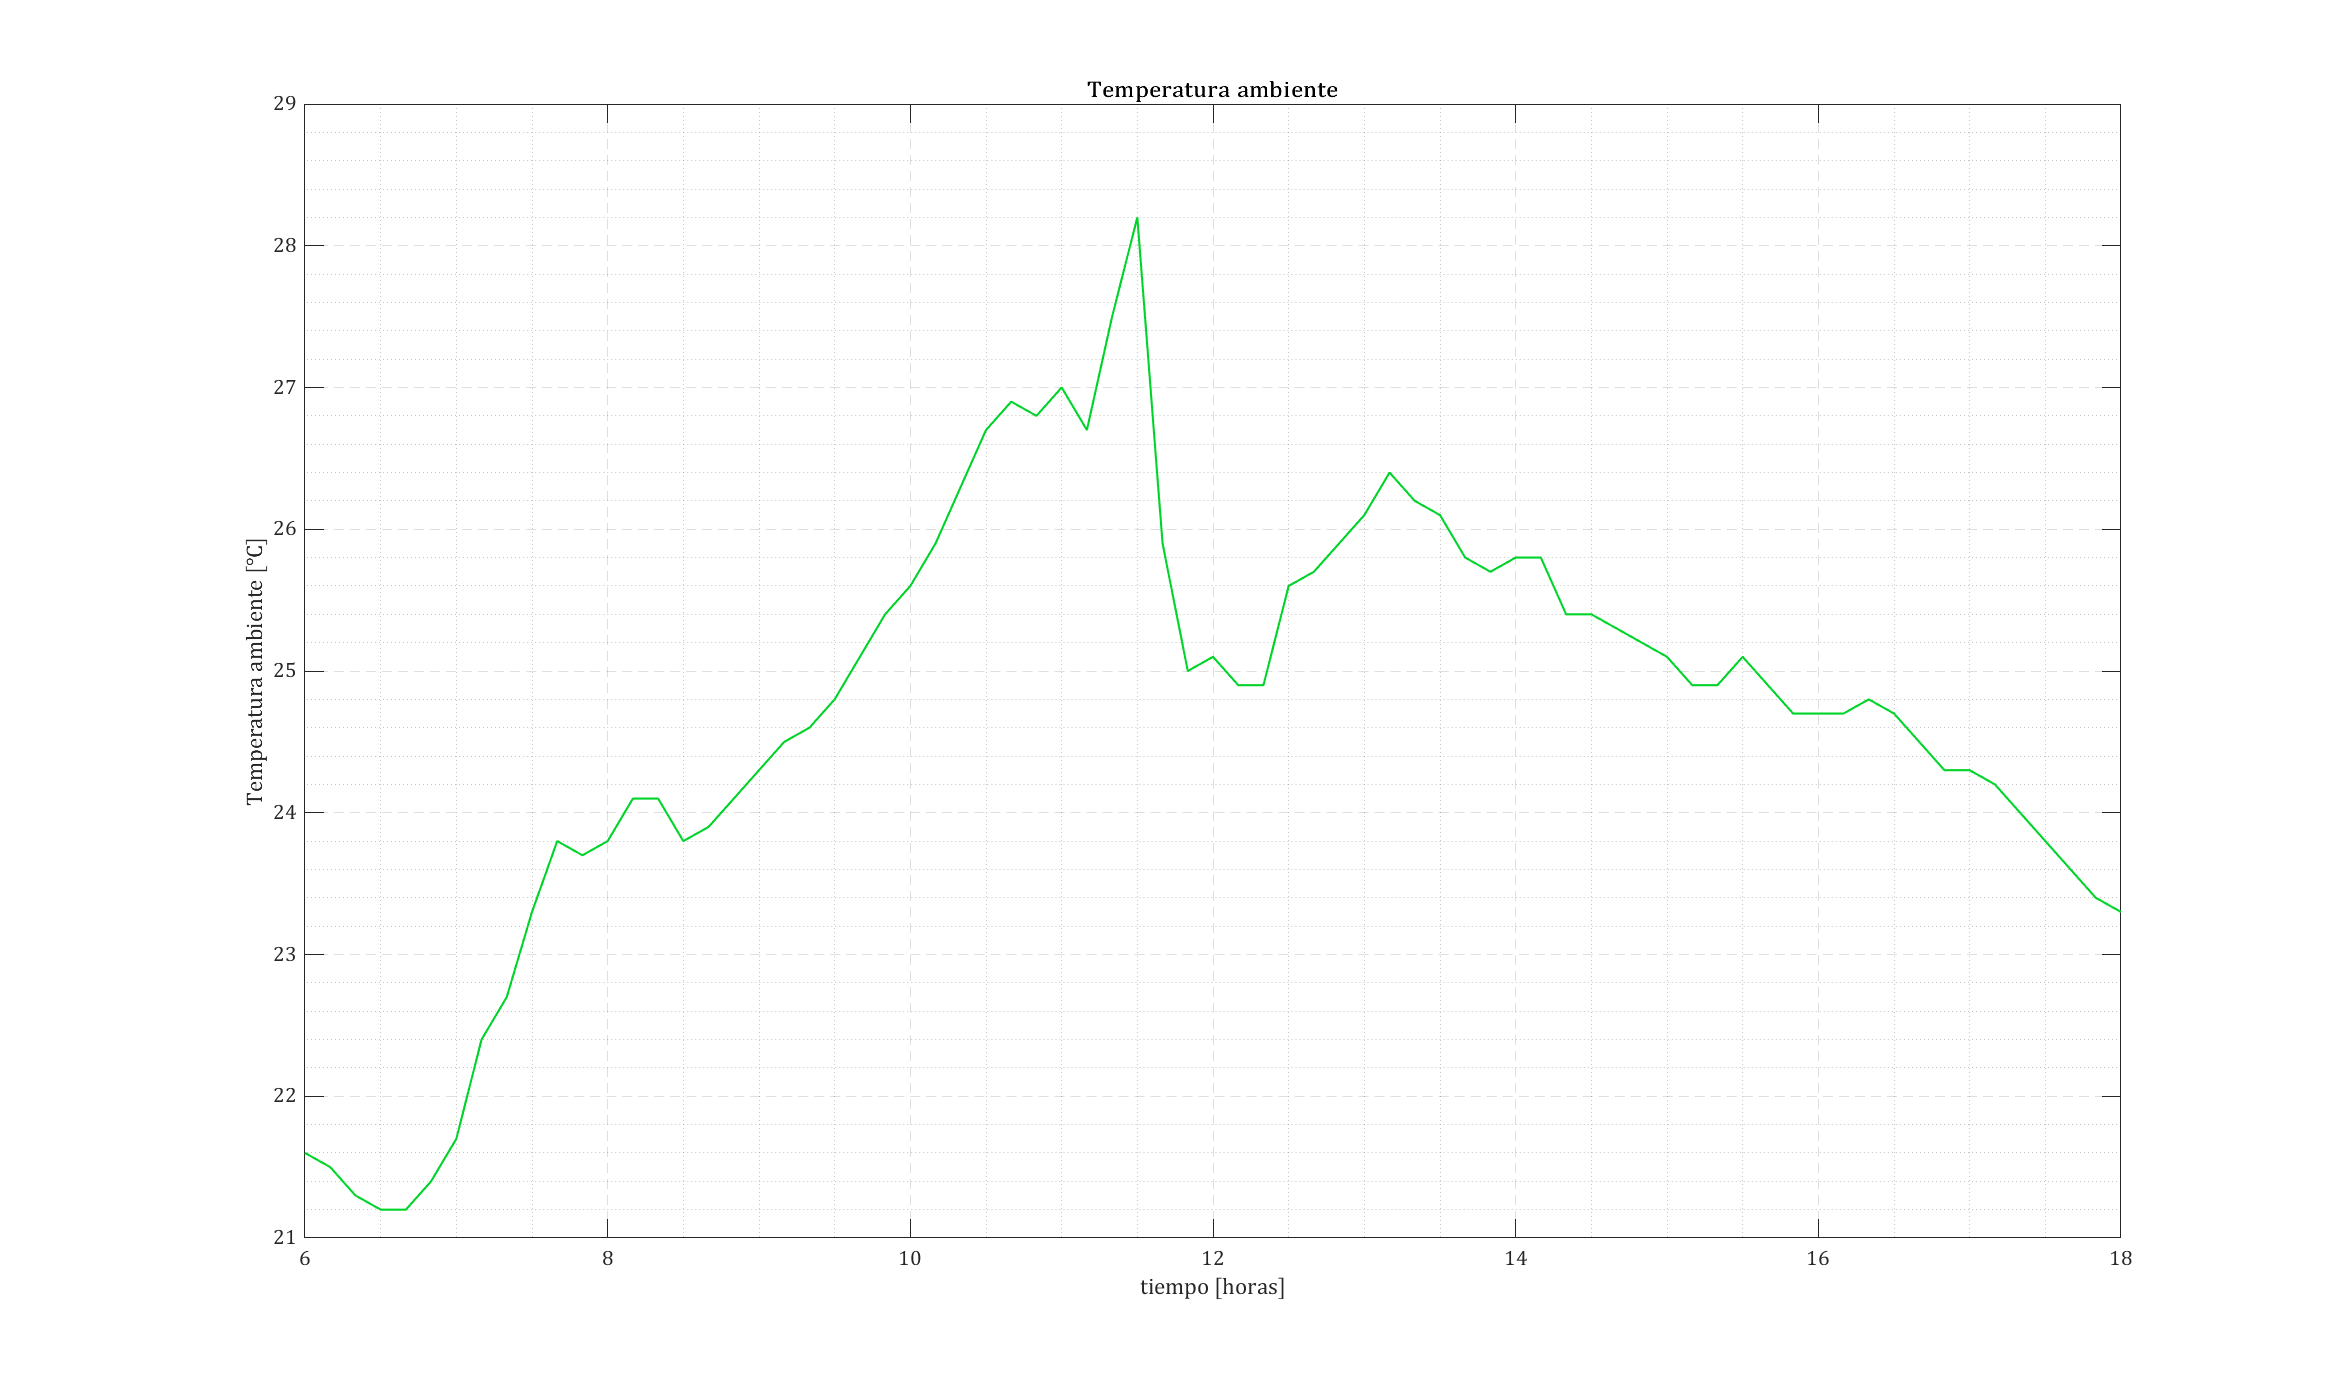 Temperatura ambiente
29
28
27
26
25
24
23
22
21
Temperatura ambiente [°C]
6 8 10 12 14 16 18
tiempo [horas]